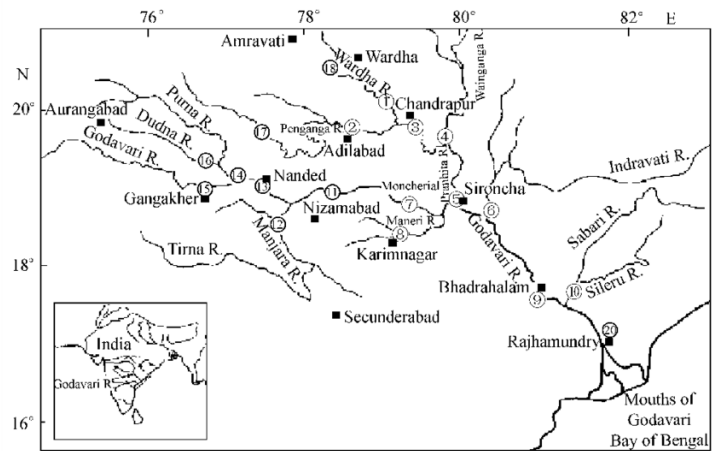 76° 78° 80° 82° E
N
20°
18°
16°
Amravati
Wardha
18
Wardha R.
Wainganga R.
1
Chandrapur
Aurangabad
Purna R.
Dudna R.
Godavari R.
17
Penganga R.
2
3
4
Adilabad
Pranhita R.
16
14
Nanded
15
13
11
Moncherial
Gangakher
Nizamabad
7
5
Sironcha
6
Indravati R.
Maneri R.
8
12
Manjara R.
Karimnagar
Godavari R.
Sabari R.
Tirna R.
Bhadrahalam
9
10
Sileru R.
Secunderabad
20
Rajhamundry
India
Godavari R
Mouths of
Godavari
Bay of Bengal